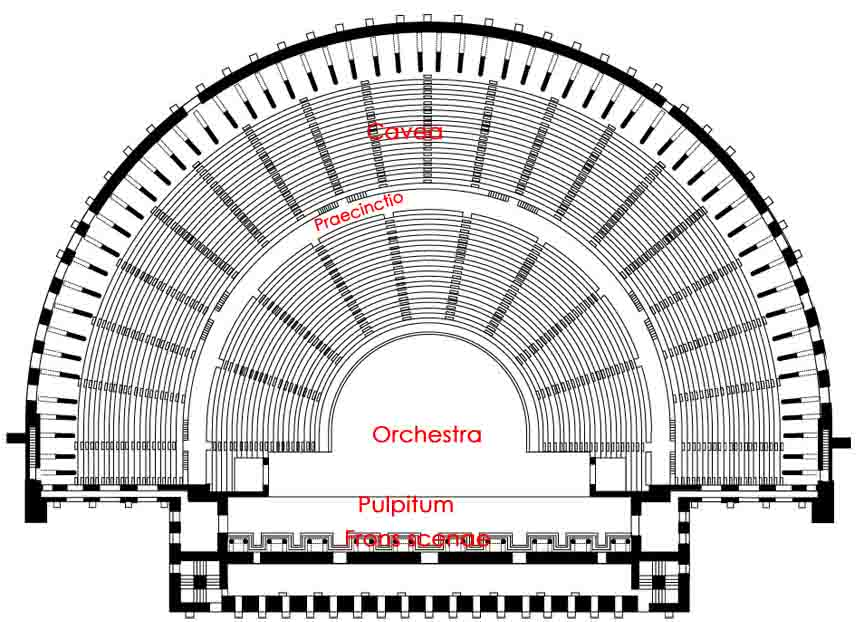 Cavea
Praecinctio
Orchestra
Pulpitum
Frons scenae